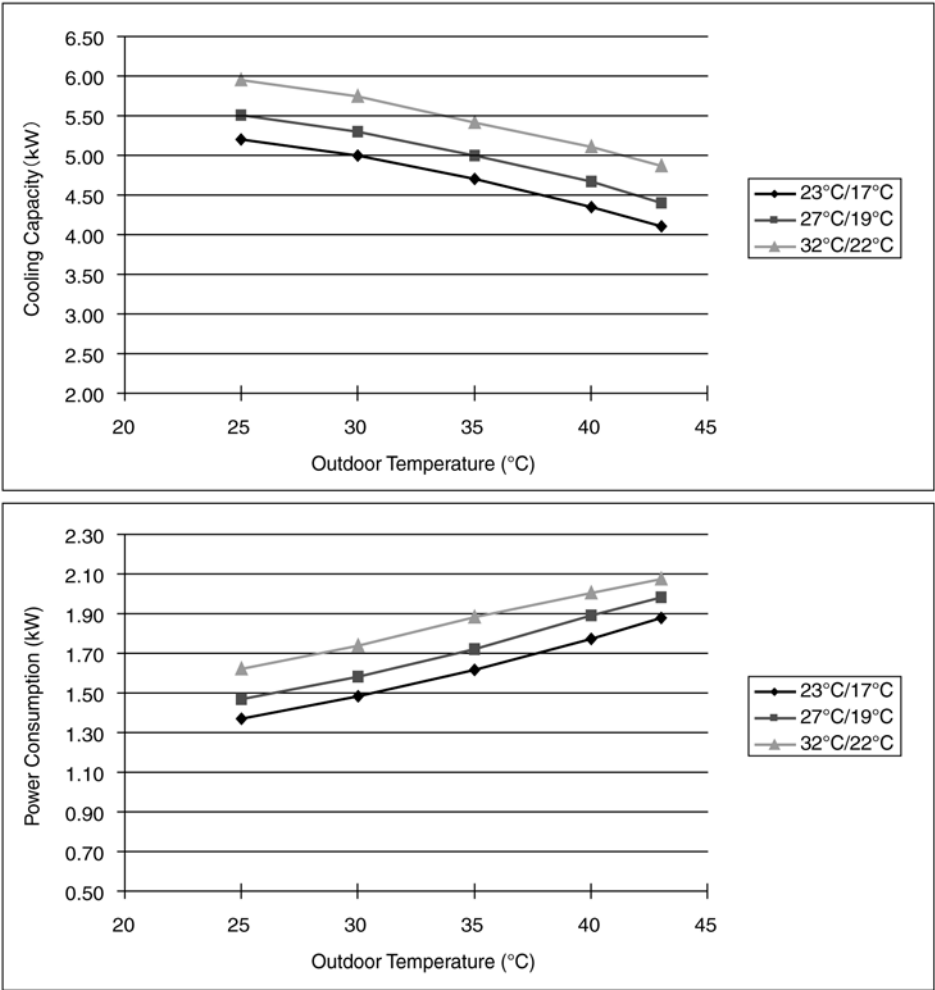 6.50
6.00
5.50
5.00
4.50
4.00
3.50
3.00
2.50
2.00
Cooling Capacity(kW)
20 25 30 35 40 45
Outdoor Temperature (°C)
23°C/17°C
27°C/19°C
32°C/22°C
2.30
2.10
1.90
1.70
1.50
1.30
1.10
0.90
0.70
0.50
Power Consumption (kW)
20 25 30 35 40 45
Outdoor Temperature (°C)
23°C/17°C
27°C/19°C
32°C/22°C